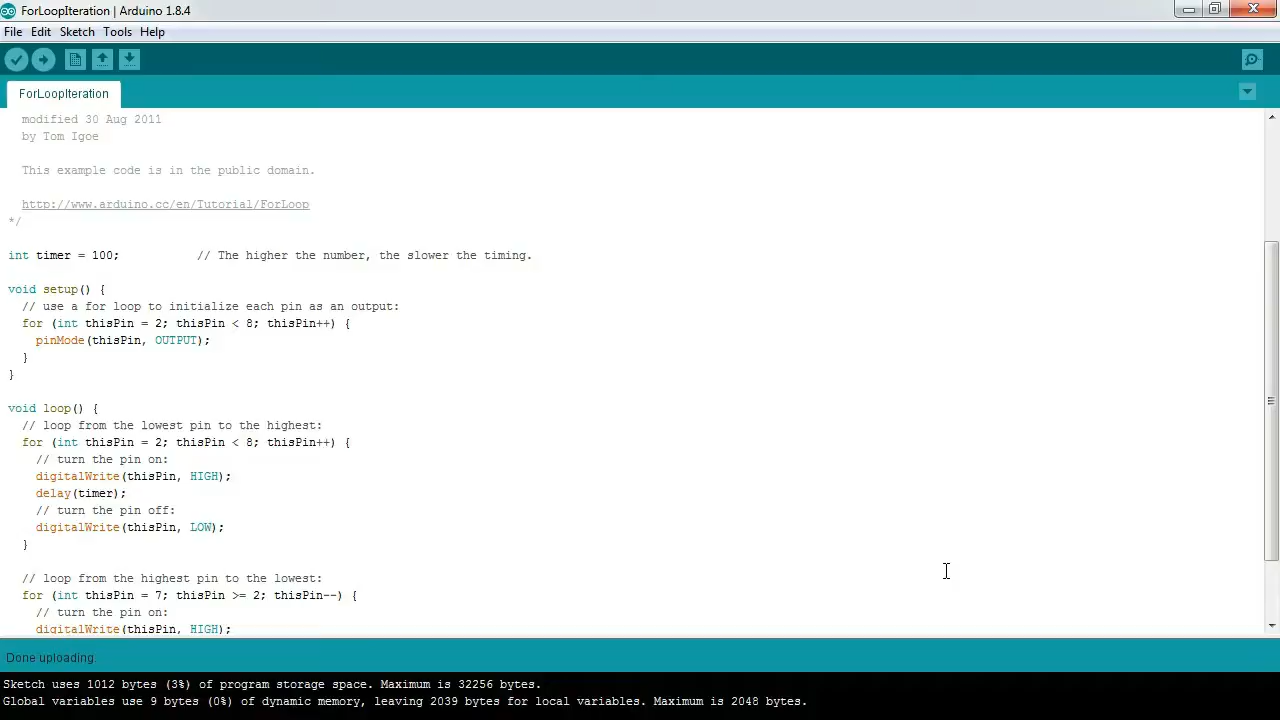 ForLoopIteration | Arduino 1.8.4
File Edit Sketch Tools Help
ForLoopIteration
modified 30 Aug 2011
by Tom Igoe
This example code is in the public domain.
http://www.arduino.cc/en/Tutorial/ForLoop
*/
int timer = 100;           // The higher the number, the slower the timing.
void setup() {
  // use a for loop to initialize each pin as an output:
  for (int thisPin = 2; thisPin < 8; thisPin++) {
    pinMode(thisPin, OUTPUT);
  }
}
void loop() {
  // loop from the lowest pin to the highest:
  for (int thisPin = 2; thisPin < 8; thisPin++) {
    // turn the pin on:
    digitalWrite(thisPin, HIGH);
    delay(timer);
    // turn the pin off:
    digitalWrite(thisPin, LOW);
  }
  // loop from the highest pin to the lowest:
  for (int thisPin = 7; thisPin >= 2; thisPin--) {
    // turn the pin on:
    digitalWrite(thisPin, HIGH);
Done uploading.
Sketch uses 1012 bytes (3%) of program storage space. Maximum is 32256 bytes.
Global variables use 9 bytes (0%) of dynamic memory, leaving 2039 bytes for local variables. Maximum is 2048 bytes.